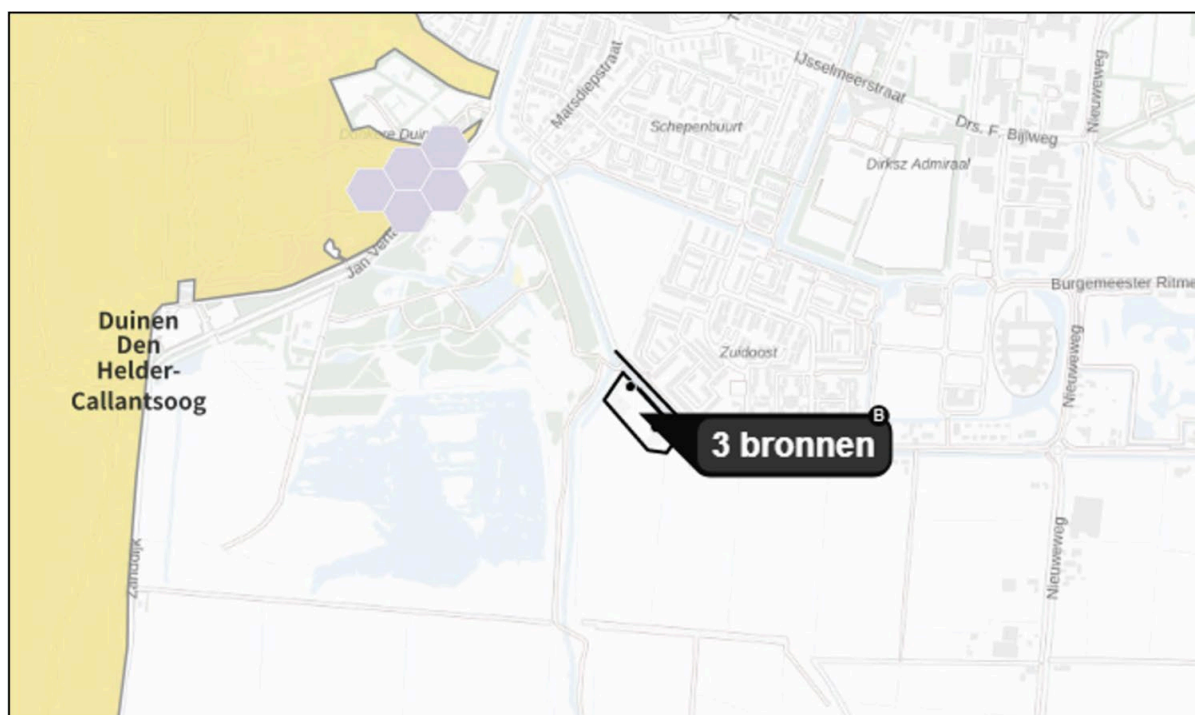 Marsdiepstraat
IJsselmeerstraat
Nieuweweg
Schepenbuurt
Drs. F. Bijlweg
Dirksz Admiraal
Burgemeester Ritme
Duinen
Den
Helder-
Callantsoog
Zuidoost
Nieuweweg
B
3 bronnen
Zanddijk
Nieuweweg